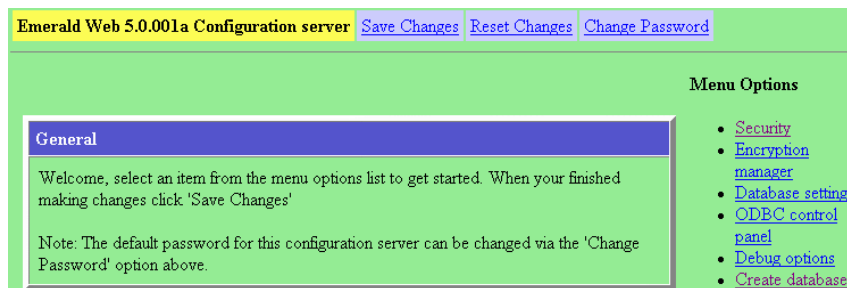 Emerald Web 5.0.001a Configuration server Save Changes Reset Changes Change Password
Menu Options
General
Welcome, select an item from the menu options list to get started. When your finished
making changes click 'Save Changes'
Note: The default password for this configuration server can be changed via the 'Change
Password' option above.
Security
Encryption
manager
Database setting
ODBC control
panel
Debug options
Create database